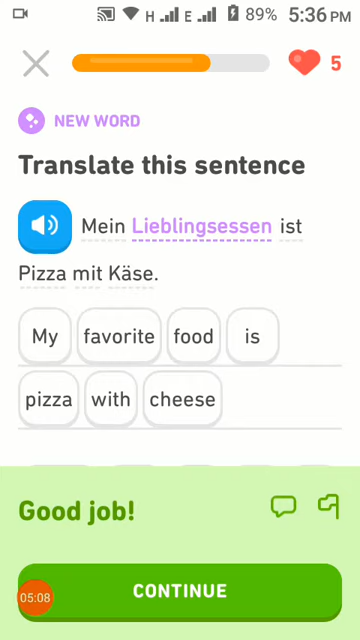 H E 89% 5:36 PM
5
NEW WORD
Translate this sentence
Mein Lieblingsessen ist
Pizza mit Käse.
My favorite food is
pizza with cheese
Good job!
CONTINUE
05:08